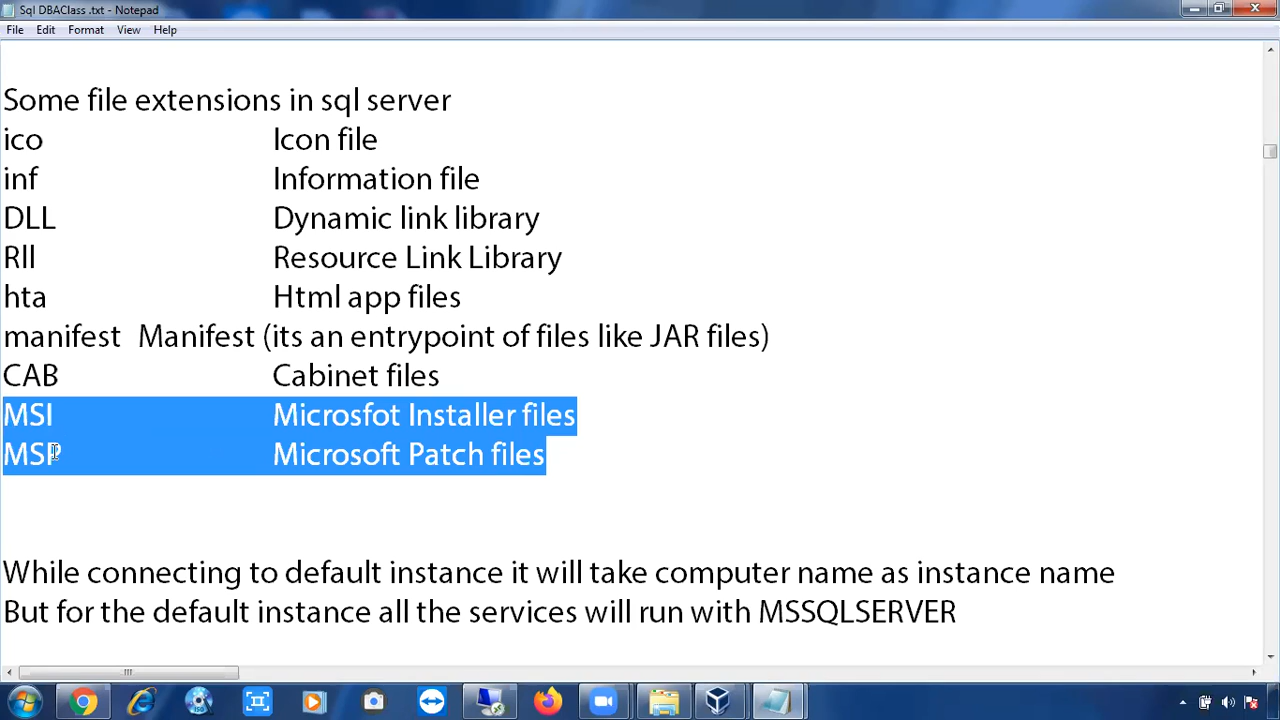 Sql DBAClass .txt - Notepad
File Edit Format View Help
Some file extensions in sql server
ico Icon file
inf Information file
DLL Dynamic link library
Rll Resource Link Library
hta Html app files
manifest Manifest (its an entrypoint of files like JAR files)
CAB Cabinet files
MSI Microsfot Installer files
MSP Microsoft Patch files
While connecting to default instance it will take computer name as instance name
But for the default instance all the services will run with MSSQLSERVER